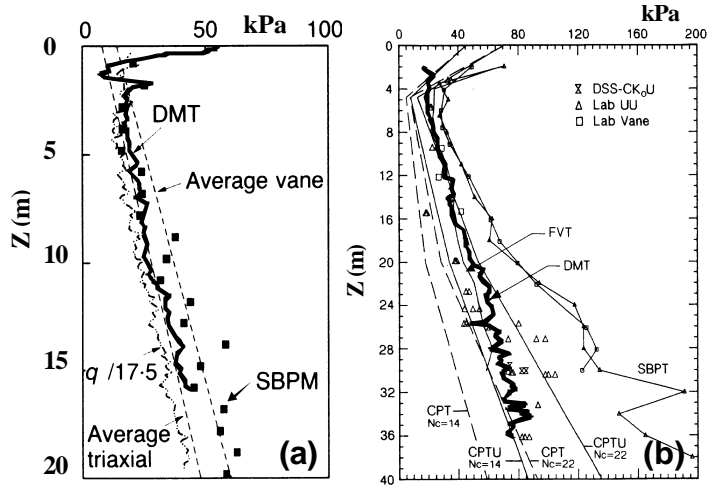 kPa
0 50 100
0
5
10
15
20
Z (m)
DMT
Average vane
q /17·5
SBPM
Average
triaxial
(a)
kPa
0 40 80 120 160 200
0
4
8
12
16
20
24
28
32
36
40
Z (m)
DSS-CK₀U
Lab UU
Lab Vane
FVT
DMT
SBPT
CPT
Nc=14
CPTU
Nc=14
CPT
Nc=22
CPTU
Nc=22
(b)